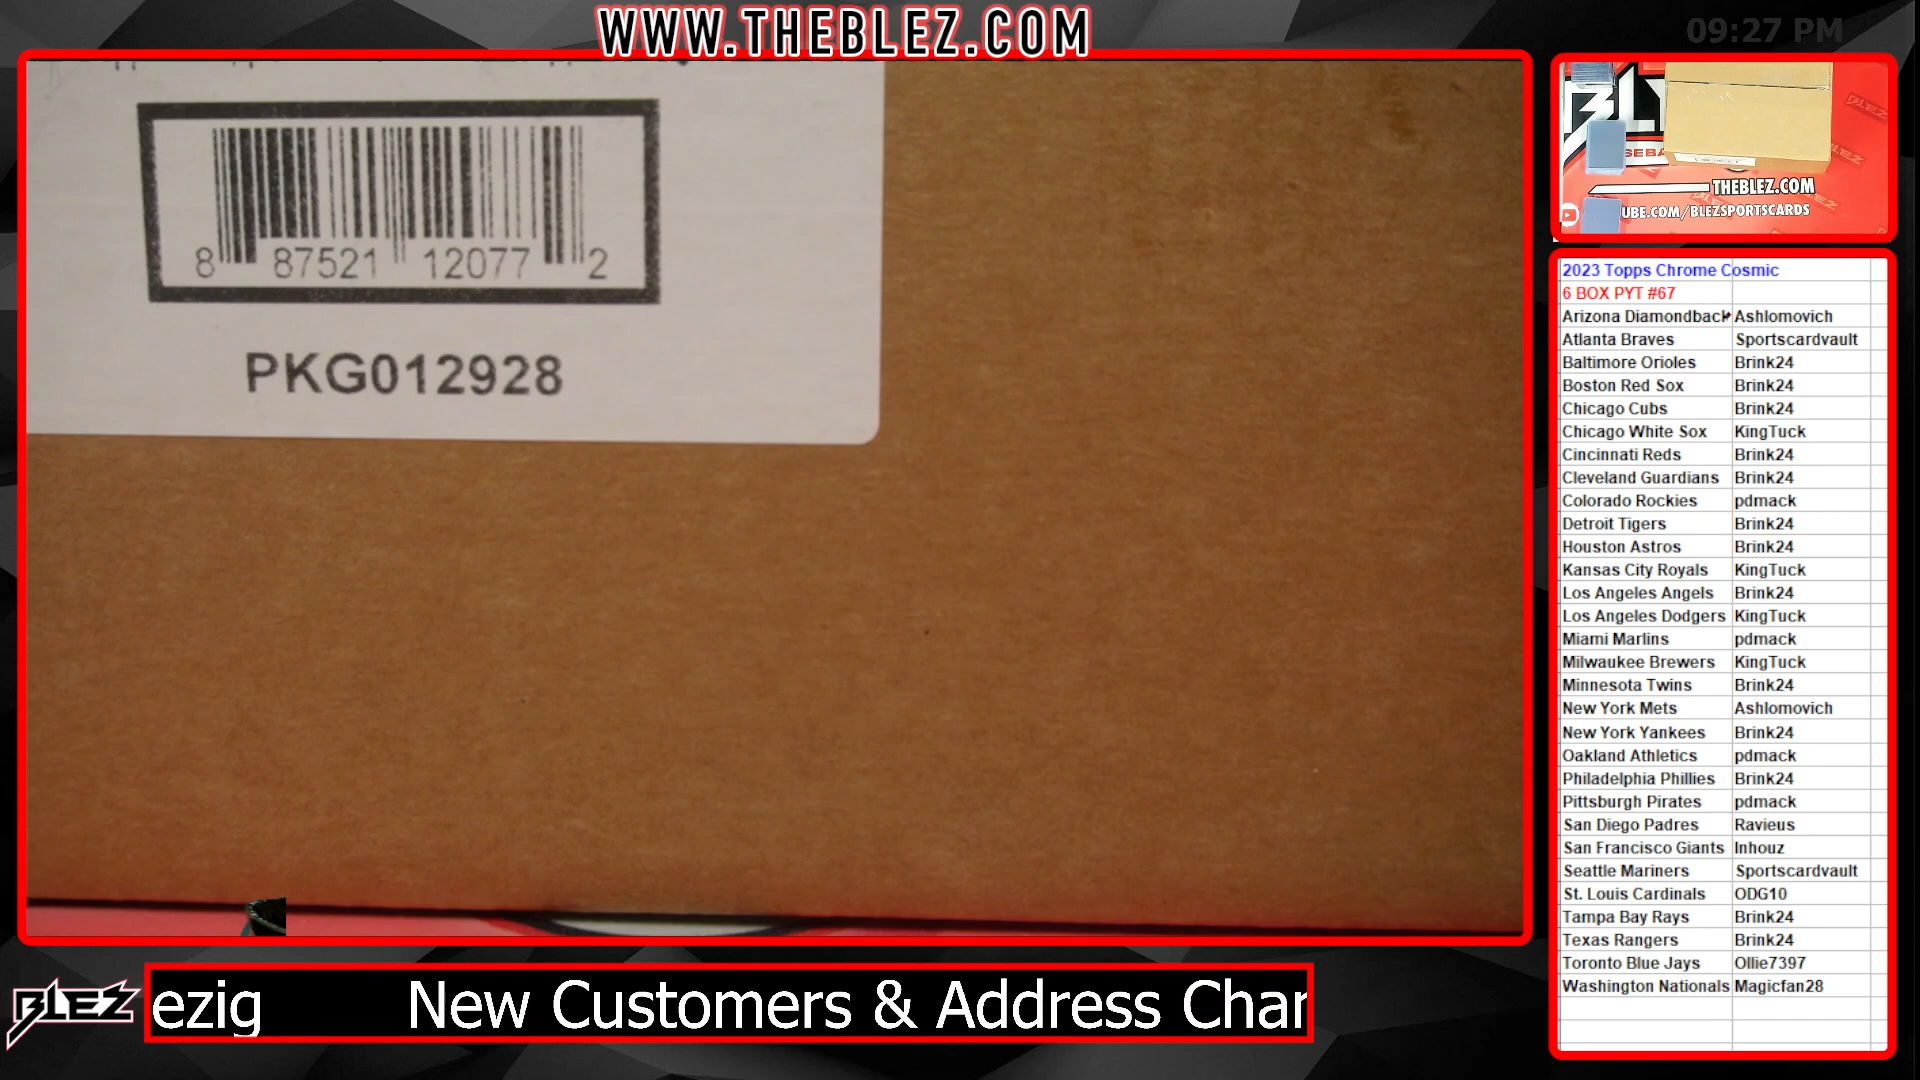 WWW.THEBLEZ.COM
09:27 PM
8 87521 12077 2
PKG012928
BLEZ
THEBLEZ.COM
UBE.COM/BLEZSPORTSCARDS
2023 Topps Chrome Cosmic
6 BOX PYT #67
Arizona Diamondback Ashlomovich
Atlanta Braves Sportscardvault
Baltimore Orioles Brink24
Boston Red Sox Brink24
Chicago Cubs Brink24
Chicago White Sox KingTuck
Cincinnati Reds Brink24
Cleveland Guardians Brink24
Colorado Rockies pdmack
Detroit Tigers Brink24
Houston Astros Brink24
Kansas City Royals KingTuck
Los Angeles Angels Brink24
Los Angeles Dodgers KingTuck
Miami Marlins pdmack
Milwaukee Brewers KingTuck
Minnesota Twins Brink24
New York Mets Ashlomovich
New York Yankees Brink24
Oakland Athletics pdmack
Philadelphia Phillies Brink24
Pittsburgh Pirates pdmack
San Diego Padres Ravieus
San Francisco Giants Inhouz
Seattle Mariners Sportscardvault
St. Louis Cardinals ODG10
Tampa Bay Rays Brink24
Texas Rangers Brink24
Toronto Blue Jays Ollie7397
Washington Nationals Magicfan28
BLEZ
ezig New Customers & Address Char